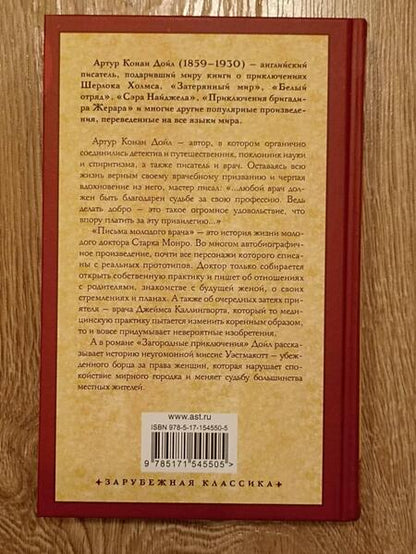 Артур Конан Дойл (1859–1930) — английский
писатель, подаривший миру книги о приключениях
Шерлока Холмса, «Затерянный мир», «Белый
отряд», «Сэра Найджела», «Приключения бригади-
ра Жерара» и многие другие популярные произведе-
ния, переведенные на все языки мира.
Артур Конан Дойл – автор, в котором органично
соединились детектив и путешественник, поклонник науки
и спиритизма, а также писатель и врач. Оставаясь всю
жизнь верным своему врачебному призванию и черпая
вдохновение из него, мастер писал: «...любой врач дол-
жен быть благодарен судьбе за свою профессию. Ведь
делать добро – это такое огромное удовольствие, что
впору платить за эту привилегию...»
«Письма молодого врача» – это история жизни моло-
дого доктора Старка Монро. Во многом автобиографич-
ное произведение, почти все персонажи которого списа-
ны с реальных прототипов. Доктор только собирается
открыть собственную практику и пишет об отношениях
с родителями, знакомстве с будущей женой, о своих
стремлениях и планах. А также об очередных затеях при-
ятеля – врача Джеймса Каллингворта, который то меди-
цинскую практику пытается изменить коренным образом,
то и вовсе придумывает невероятные изобретения.
А в романе «Загородные приключения» Дойл расска-
зывает историю неугомонной миссис Уэстмакотт – убеж-
денного борца за права женщин, которая нарушает спо-
койствие мирного городка и меняет судьбу большинства
местных жителей.
www.ast.ru
ISBN 978-5-17-154550-5
9 785171 545505 >
ЗАРУБЕЖНАЯ КЛАССИКА